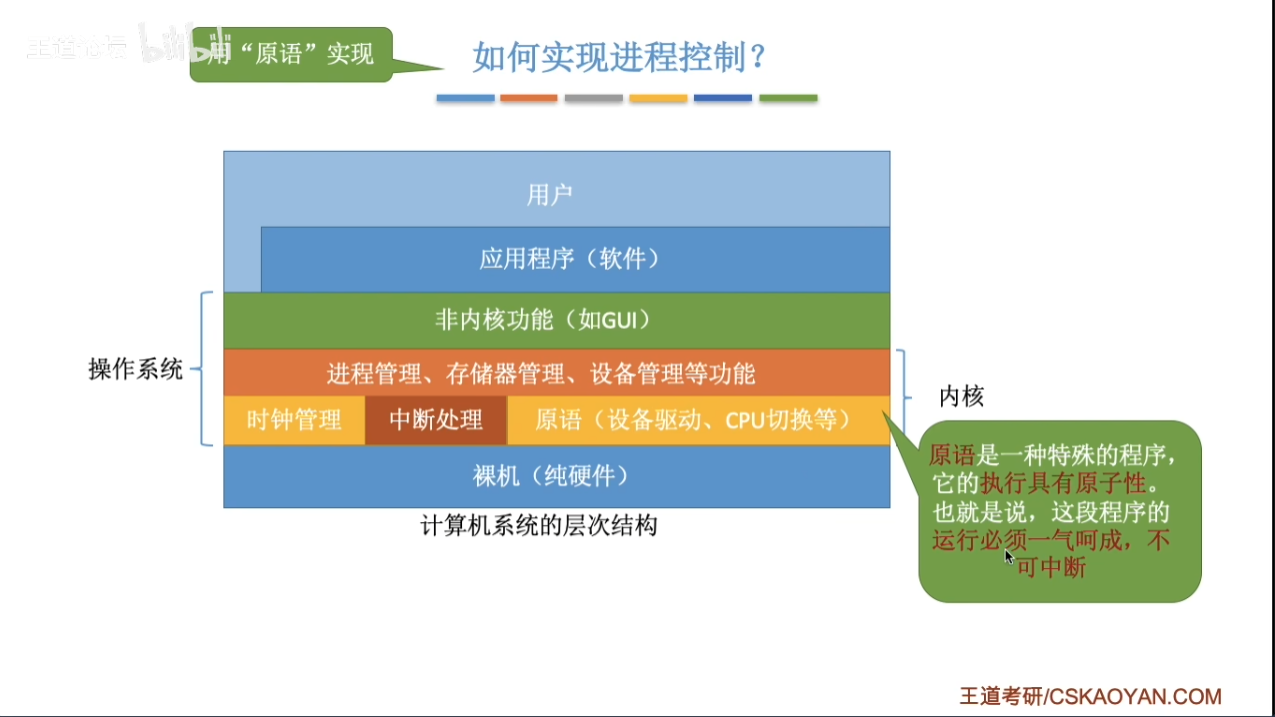 王道论坛 bilibili
用“原语”实现
如何实现进程控制？
用户
应用程序（软件）
非内核功能（如GUI）
操作系统
进程管理、存储器管理、设备管理等功能
内核
时钟管理
中断处理
原语（设备驱动、CPU切换等）
裸机（纯硬件）
计算机系统的层次结构
原语是一种特殊的程序，
它的执行具有原子性。
也就是说，这段程序的
运行必须一气呵成，不
可中断
王道考研/CSKAOYAN.COM